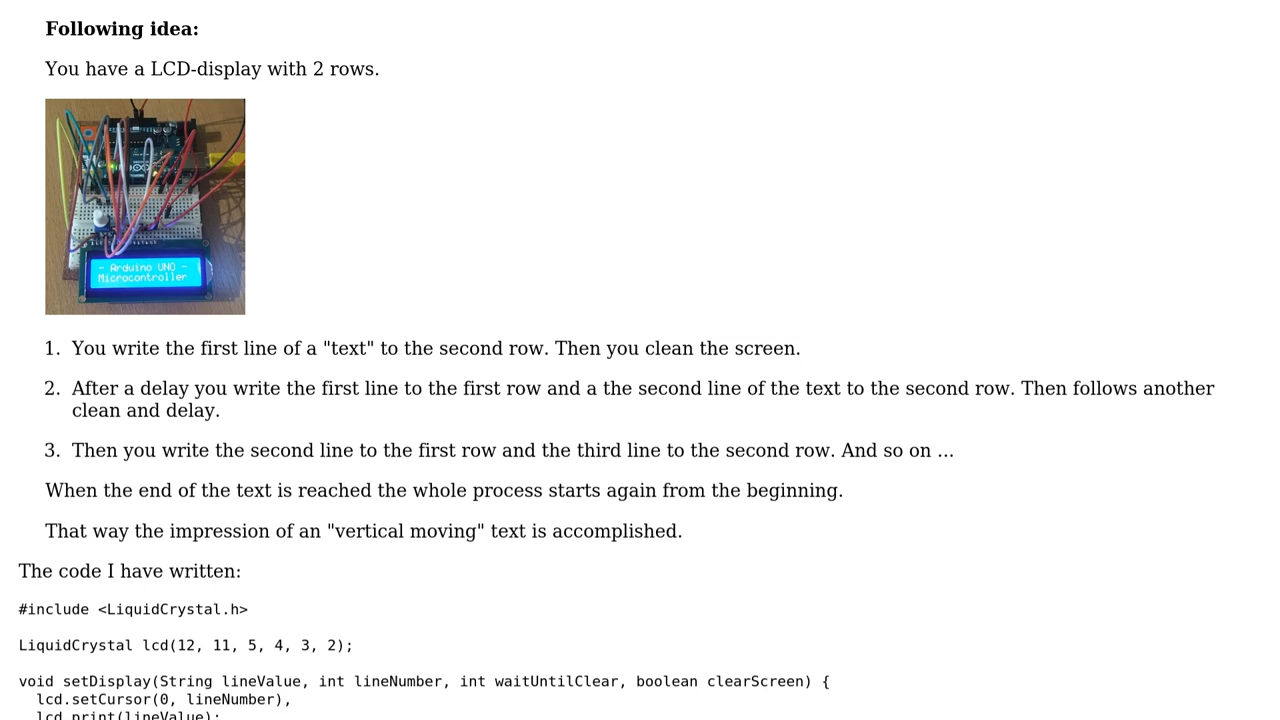 Following idea:
You have a LCD-display with 2 rows.
- Arduino UNO -
Microcontroller
1. You write the first line of a "text" to the second row. Then you clean the screen.
2. After a delay you write the first line to the first row and a the second line of the text to the second row. Then follows another
clean and delay.
3. Then you write the second line to the first row and the third line to the second row. And so on ...
When the end of the text is reached the whole process starts again from the beginning.
That way the impression of an "vertical moving" text is accomplished.
The code I have written:
#include <LiquidCrystal.h>
LiquidCrystal lcd(12, 11, 5, 4, 3, 2);
void setDisplay(String lineValue, int lineNumber, int waitUntilClear, boolean clearScreen) {
lcd.setCursor(0, lineNumber),
lcd.print(lineValue);